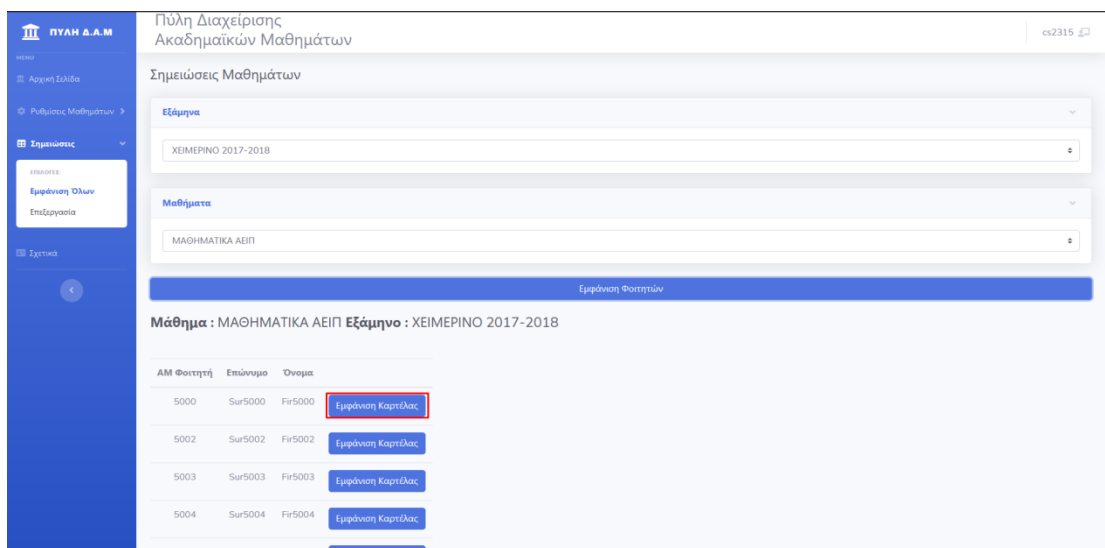 ΠΥΛΗ Δ.Α.Μ
Πύλη Διαχείρισης
Ακαδημαϊκών Μαθημάτων
cs2315
MENU
Αρχική Σελίδα
Ρυθμίσεις Μαθημάτων
Σημειώσεις
ΕΠΙΛΟΓΕΣ:
Εμφάνιση Όλων
Επεξεργασία
Σχετικά
Σημειώσεις Μαθημάτων
Εξάμηνα
ΧΕΙΜΕΡΙΝΟ 2017-2018
Μαθήματα
ΜΑΘΗΜΑΤΙΚΑ ΑΕΙΠ
Εμφάνιση Φοιτητών
Μάθημα : ΜΑΘΗΜΑΤΙΚΑ ΑΕΙΠ Εξάμηνο : ΧΕΙΜΕΡΙΝΟ 2017-2018
ΑΜ Φοιτητή Επώνυμο Όνομα
5000 Sur5000 Fir5000 Εμφάνιση Καρτέλας
5002 Sur5002 Fir5002 Εμφάνιση Καρτέλας
5003 Sur5003 Fir5003 Εμφάνιση Καρτέλας
5004 Sur5004 Fir5004 Εμφάνιση Καρτέλας